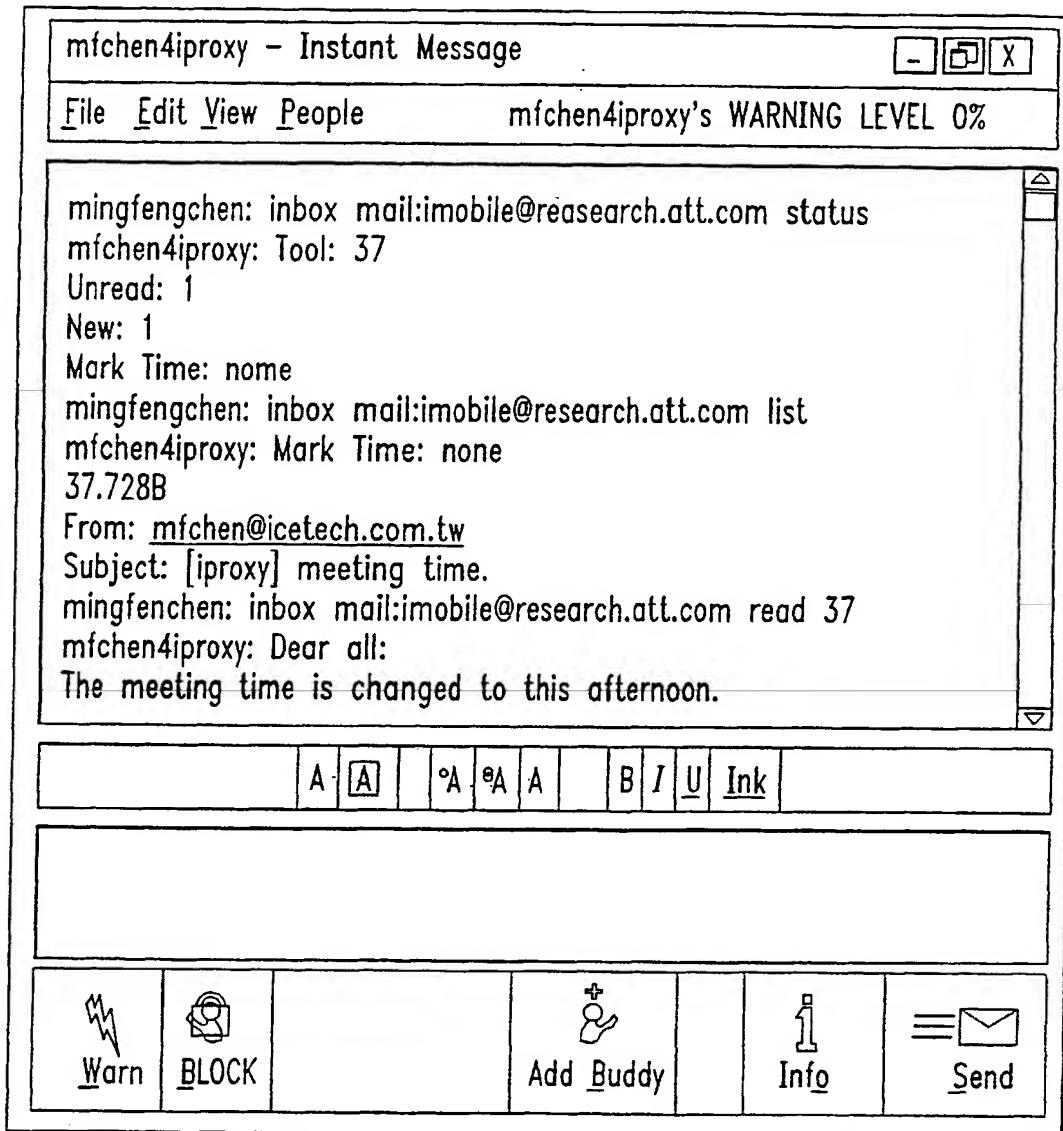 mfchen4iproxy - Instant Message - X
File Edit View People mfchen4iproxy's WARNING LEVEL 0%
mingfengchen: inbox mail:imobile@reasearch.att.com status
mfchen4iproxy: Tool: 37
Unread: 1
New: 1
Mark Time: nome
mingfengchen: inbox mail:imobile@research.att.com list
mfchen4iproxy: Mark Time: none
37.728B
From: mfchen@icetech.com.tw
Subject: [iproxy] meeting time.
mingfenchen: inbox mail:imobile@research.att.com read 37
mfchen4iproxy: Dear all:
The meeting time is changed to this afternoon.
A A °A ᶱA A B I U Ink
Warn BLOCK Add Buddy Info Send